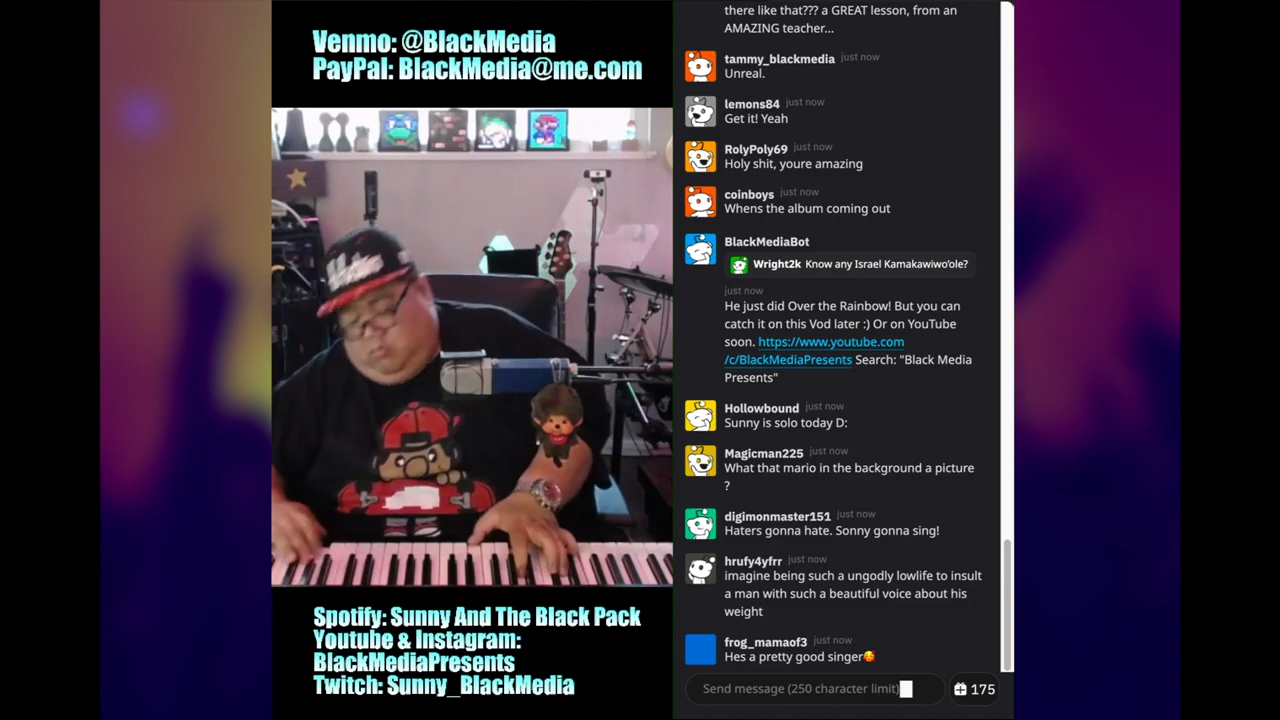 Venmo: @BlackMedia
PayPal: BlackMedia@me.com
Spotify: Sunny And The Black Pack
Youtube & Instagram:
BlackMediaPresents
Twitch: Sunny_BlackMedia
there like that??? a GREAT lesson, from an
AMAZING teacher...
tammy_blackmedia just now
Unreal.
lemons84 just now
Get it! Yeah
RolyPoly69 just now
Holy shit, youre amazing
coinboys just now
Whens the album coming out
BlackMediaBot
Wright2k Know any Israel Kamakawiwo'ole?
just now
He just did Over the Rainbow! But you can
catch it on this Vod later :) Or on YouTube
soon. https://www.youtube.com
/c/BlackMediaPresents Search: "Black Media
Presents"
Hollowbound just now
Sunny is solo today D:
Magicman225 just now
What that mario in the background a picture
?
digimonmaster151 just now
Haters gonna hate. Sonny gonna sing!
hrufy4yfrr just now
imagine being such a ungodly lowlife to insult
a man with such a beautiful voice about his
weight
frog_mamaof3 just now
Hes a pretty good singer🥰
Send message (250 character limit)
175